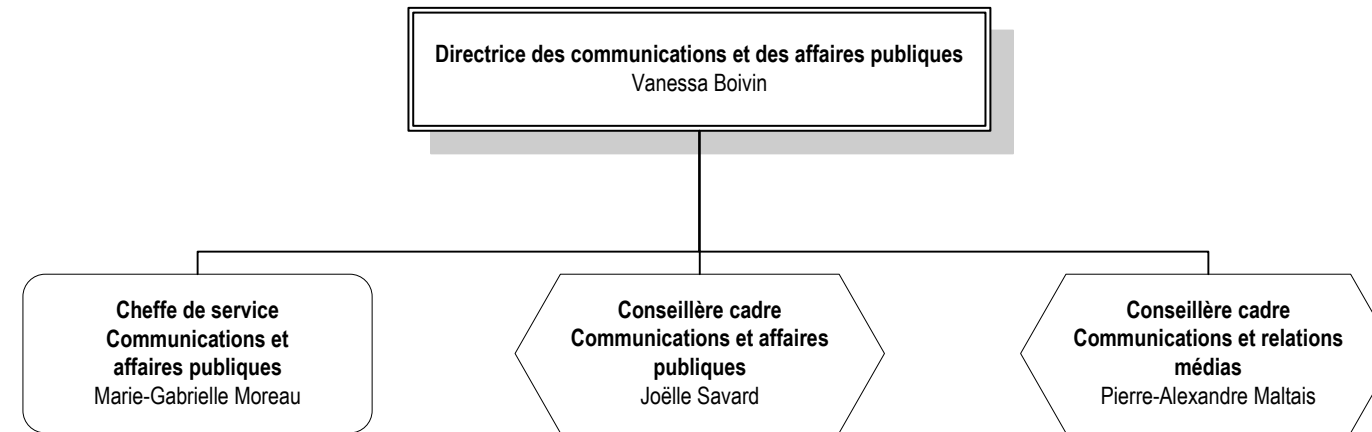 Directrice des communications et des affaires publiques
Vanessa Boivin
Cheffe de service
Communications et
affaires publiques
Marie-Gabrielle Moreau
Conseillère cadre
Communications et affaires
publiques
Joëlle Savard
Conseillère cadre
Communications et relations
médias
Pierre-Alexandre Maltais